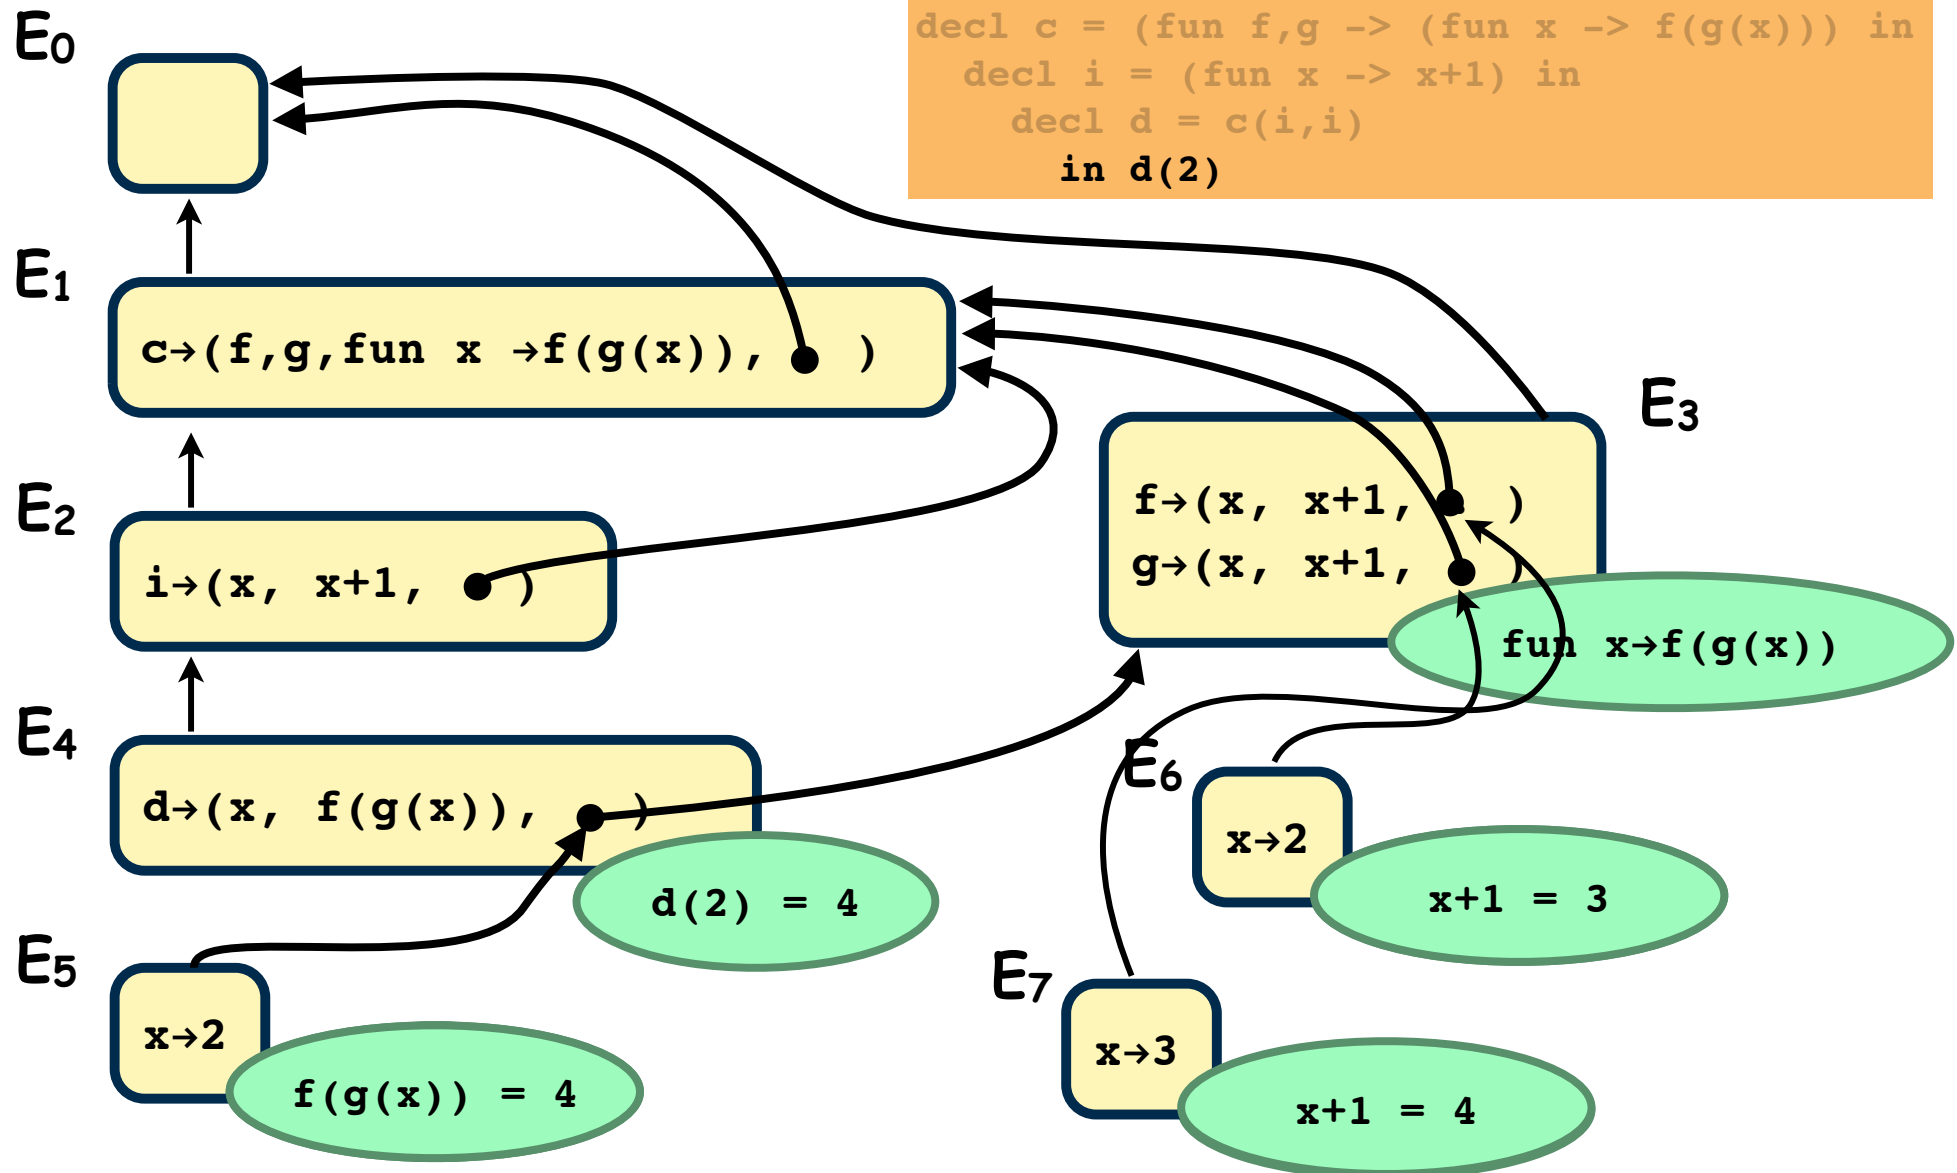 E0
decl c = (fun f,g -> (fun x -> f(g(x))) in
decl i = (fun x -> x+1) in
decl d = c(i,i)
in d(2)
E1
c→(f,g,fun x →f(g(x)), )
E3
f→(x, x+1, )
g→(x, x+1, )
fun x→f(g(x))
E2
i→(x, x+1, )
E4
d→(x, f(g(x)), )
d(2) = 4
E6
x→2
x+1 = 3
E5
x→2
f(g(x)) = 4
E7
x→3
x+1 = 4